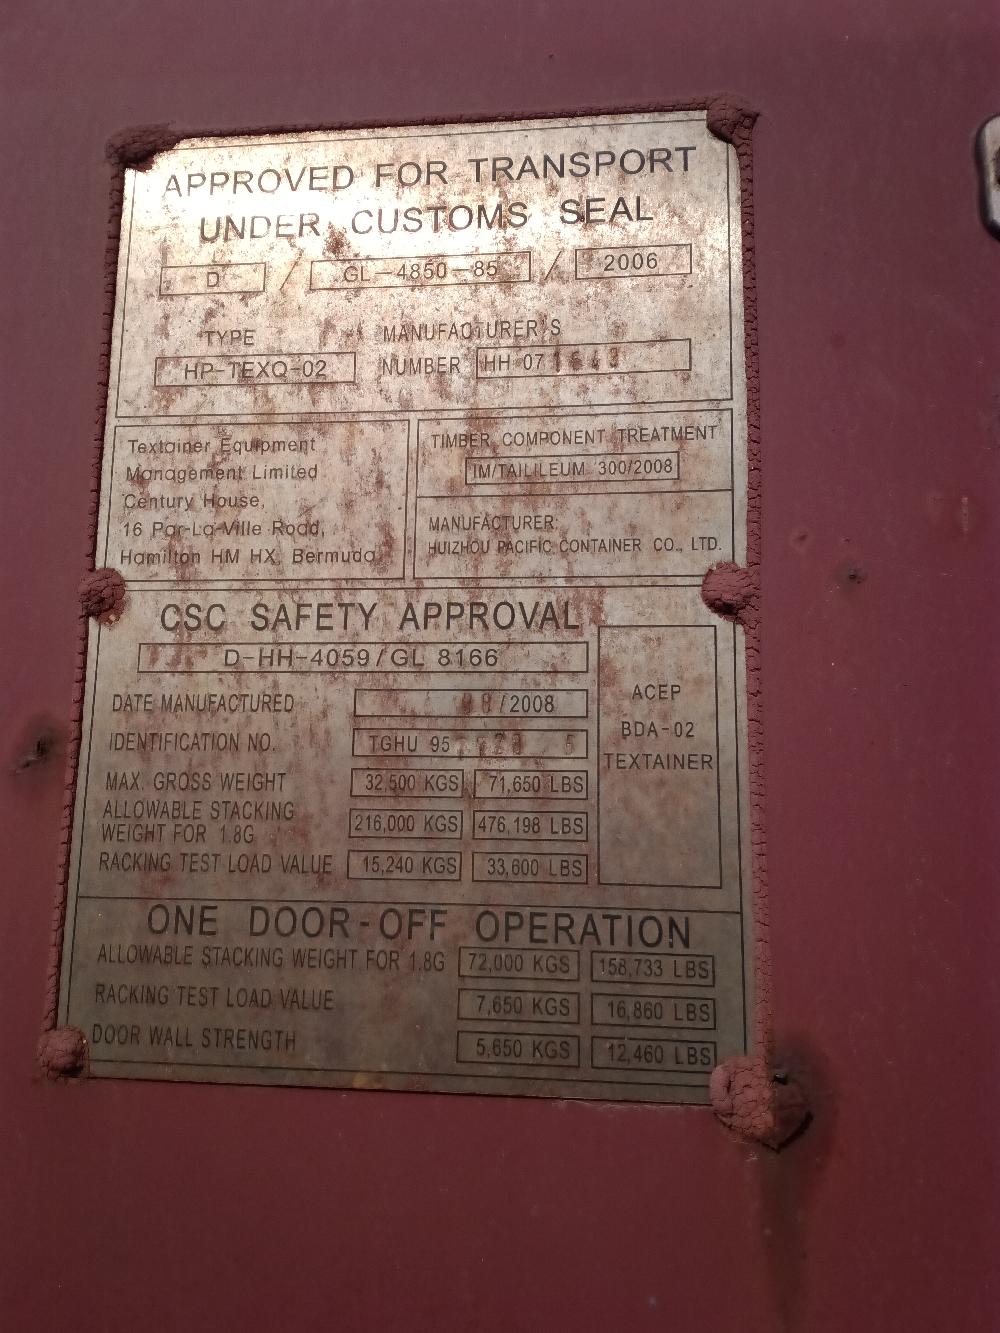 APPROVED FOR TRANSPORT
UNDER CUSTOMS SEAL
D / GL-4850-85 / 2006
TYPE MANUFACTURER'S
HP-TEXQ-02 NUMBER HH 07
Textainer Equipment
Management Limited
Century House,
16 Par-La-Ville Road,
Hamilton HM HX, Bermuda
TIMBER COMPONENT TREATMENT
IM/TAILILEUM 300/2008
MANUFACTURER:
HUIZHOU PACIFIC CONTAINER CO., LTD.
CSC SAFETY APPROVAL
D-HH-4059/GL 8166
DATE MANUFACTURED /2008
IDENTIFICATION NO. TGHU 95
MAX. GROSS WEIGHT 32,500 KGS 71,650 LBS
ALLOWABLE STACKING
WEIGHT FOR 1.8G 216,000 KGS 476,198 LBS
RACKING TEST LOAD VALUE 15,240 KGS 33,600 LBS
ACEP
BDA-02
TEXTAINER
ONE DOOR-OFF OPERATION
ALLOWABLE STACKING WEIGHT FOR 1.8G 72,000 KGS 158,733 LBS
RACKING TEST LOAD VALUE 7,650 KGS 16,860 LBS
DOOR WALL STRENGTH 5,650 KGS 12,460 LBS